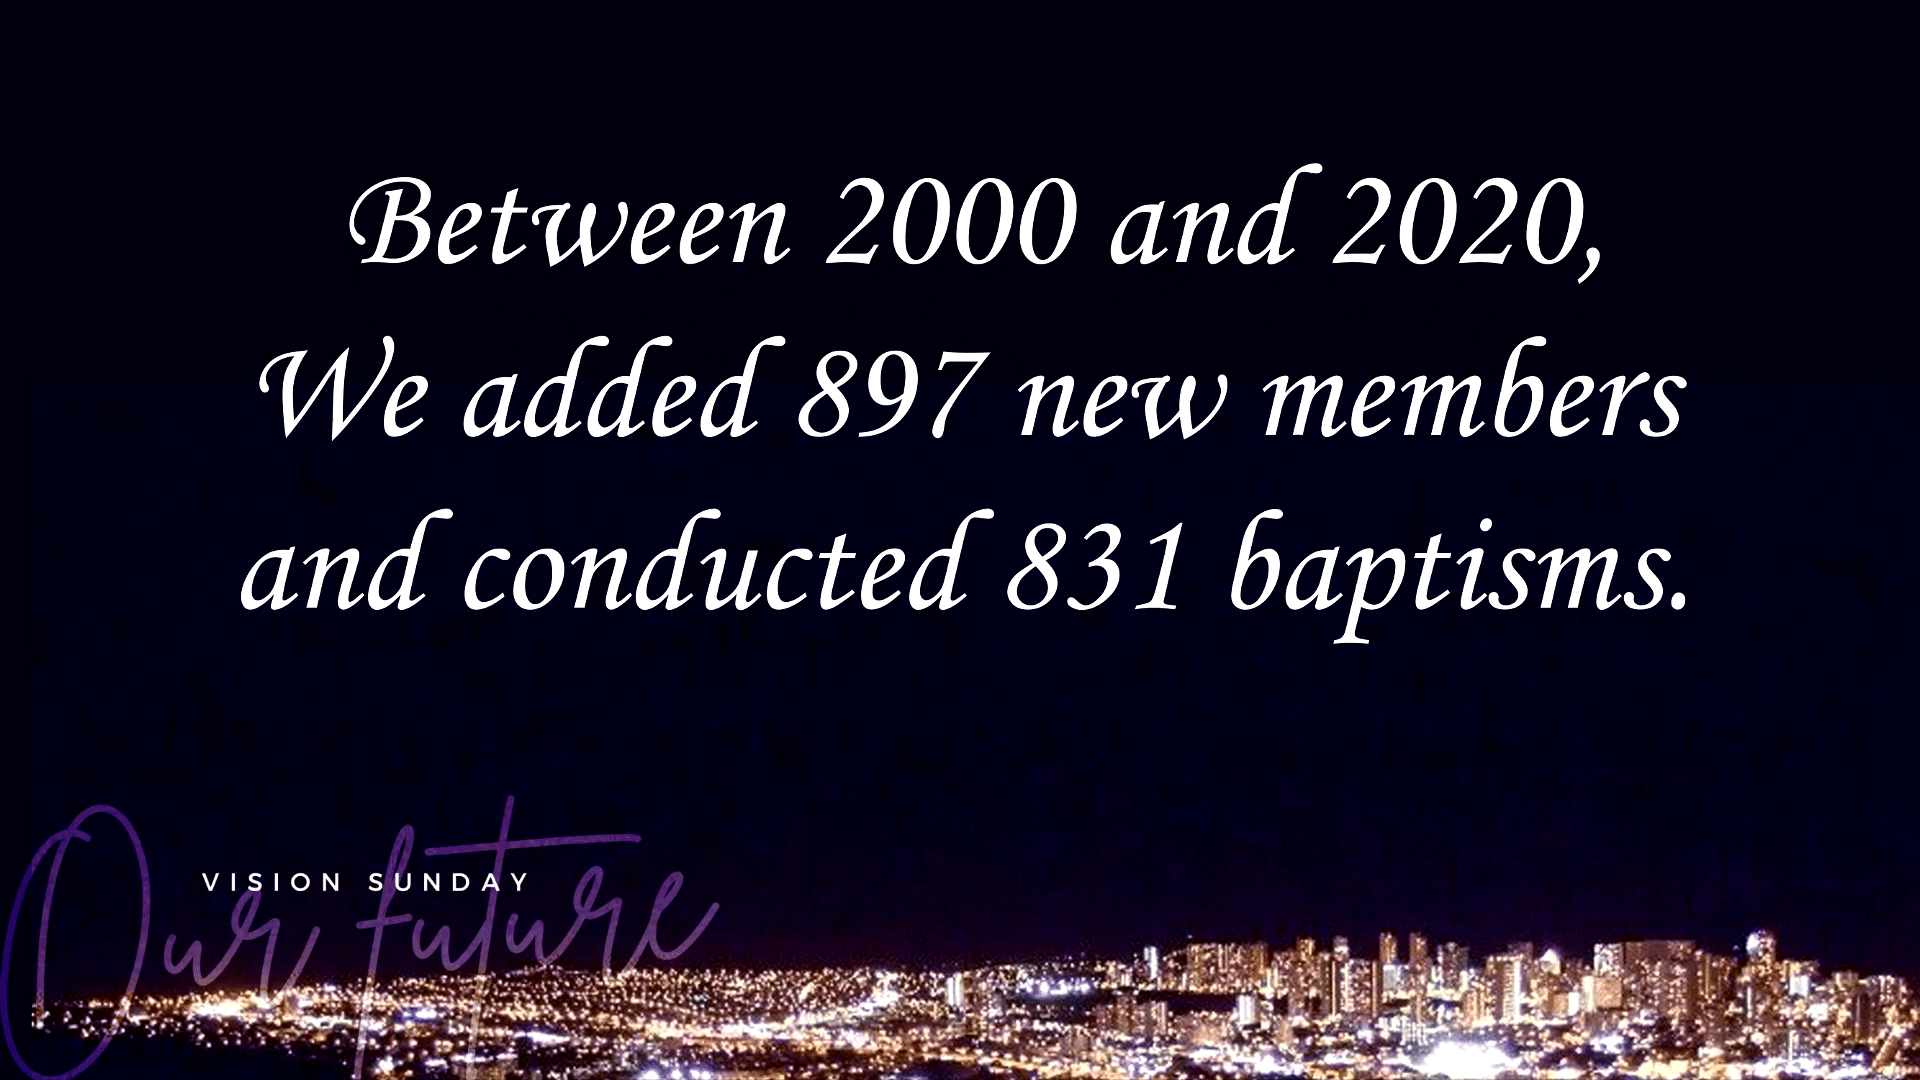 Between 2000 and 2020,
We added 897 new members
and conducted 831 baptisms.
VISION SUNDAY
Our future